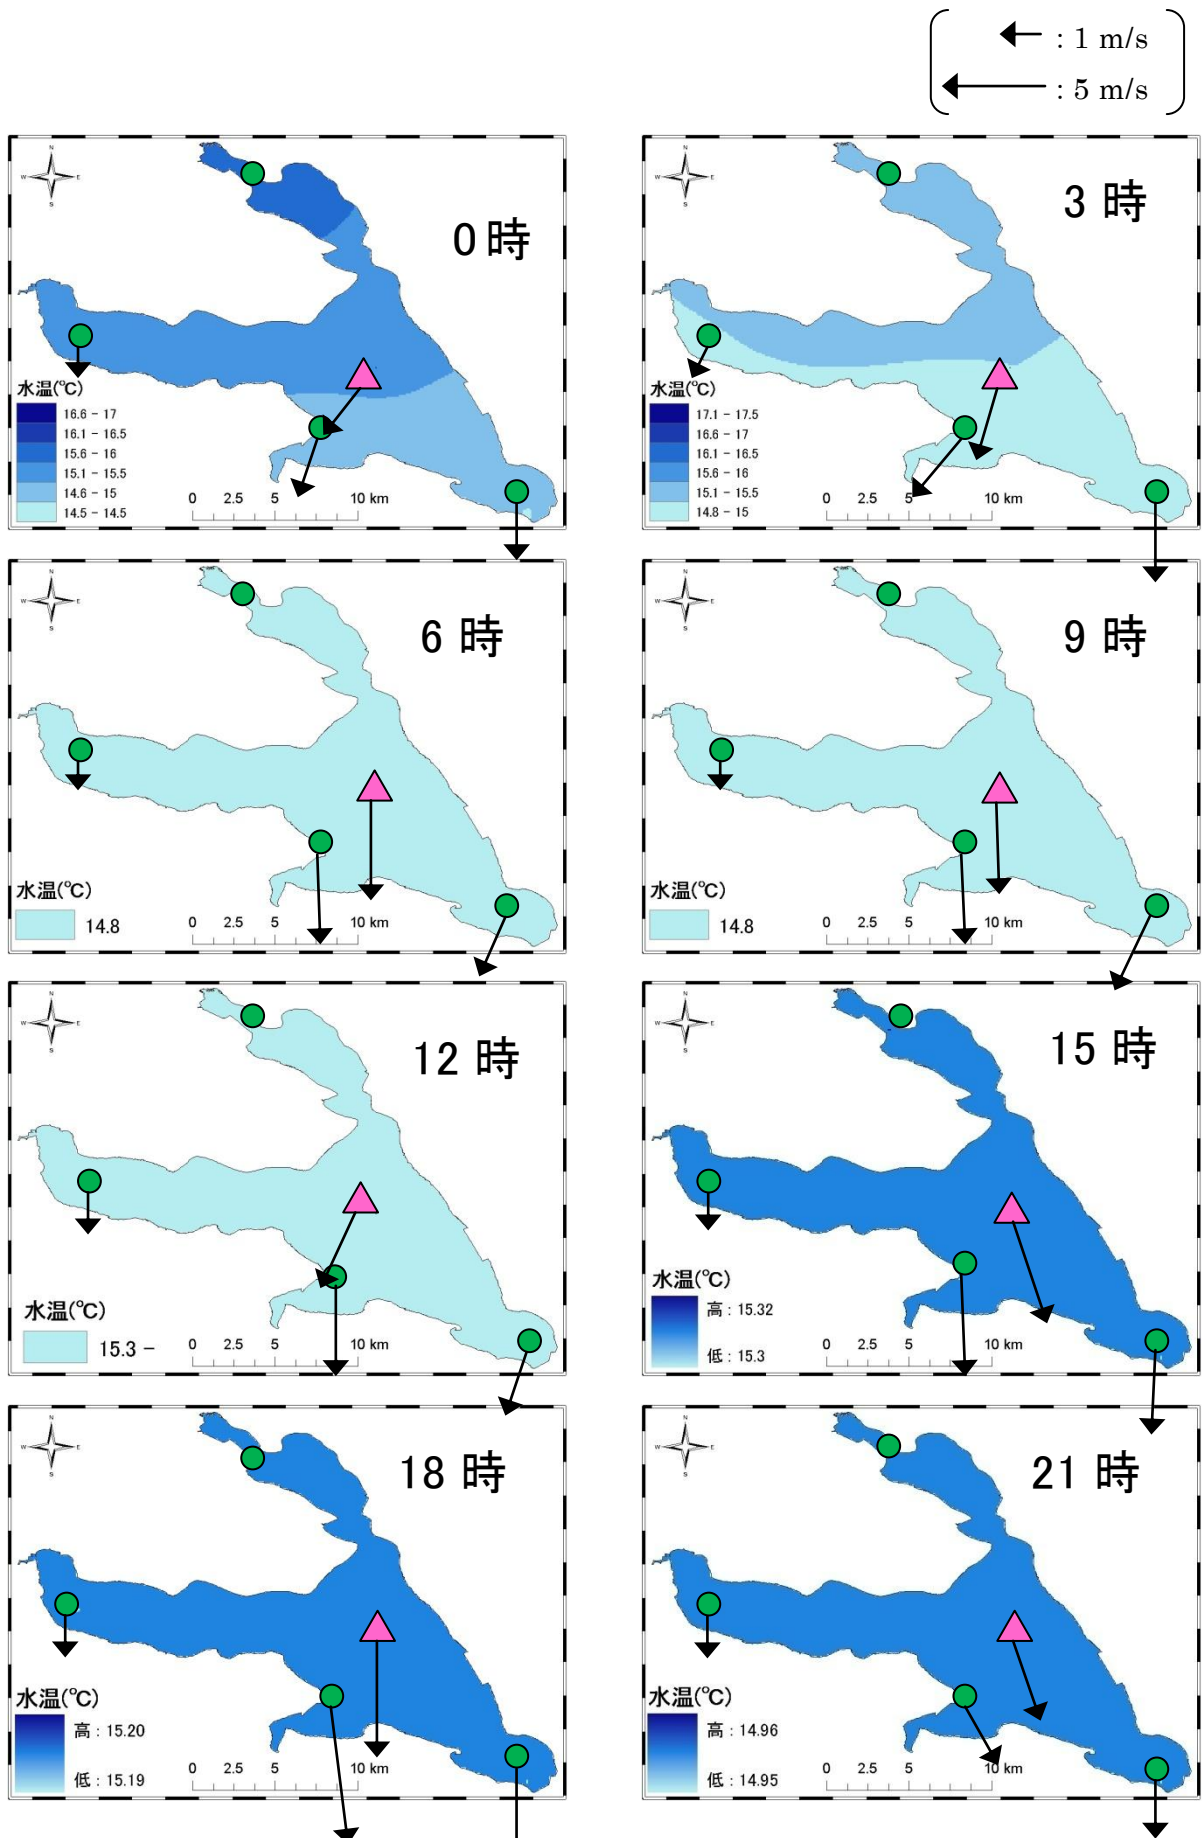 : 1 m/s
: 5 m/s
N
W E
S
0時
水温(℃)
16.6 - 17
16.1 - 16.5
15.6 - 16
15.1 - 15.5
14.6 - 15
14.5 - 14.5
0 2.5 5 10 km
N
W E
S
3 時
水温(℃)
17.1 - 17.5
16.6 - 17
16.1 - 16.5
15.6 - 16
15.1 - 15.5
14.8 - 15
0 2.5 5 10 km
N
W E
S
6 時
水温(℃)
14.8
0 2.5 5 10 km
N
W E
S
9 時
水温(℃)
14.8
0 2.5 5 10 km
N
W E
S
12 時
水温(℃)
15.3 -
0 2.5 5 10 km
N
W E
S
15 時
水温(℃)
高 : 15.32
低 : 15.3
0 2.5 5 10 km
N
W E
S
18 時
水温(℃)
高 : 15.20
低 : 15.19
0 2.5 5 10 km
N
W E
S
21 時
水温(℃)
高 : 14.96
低 : 14.95
0 2.5 5 10 km